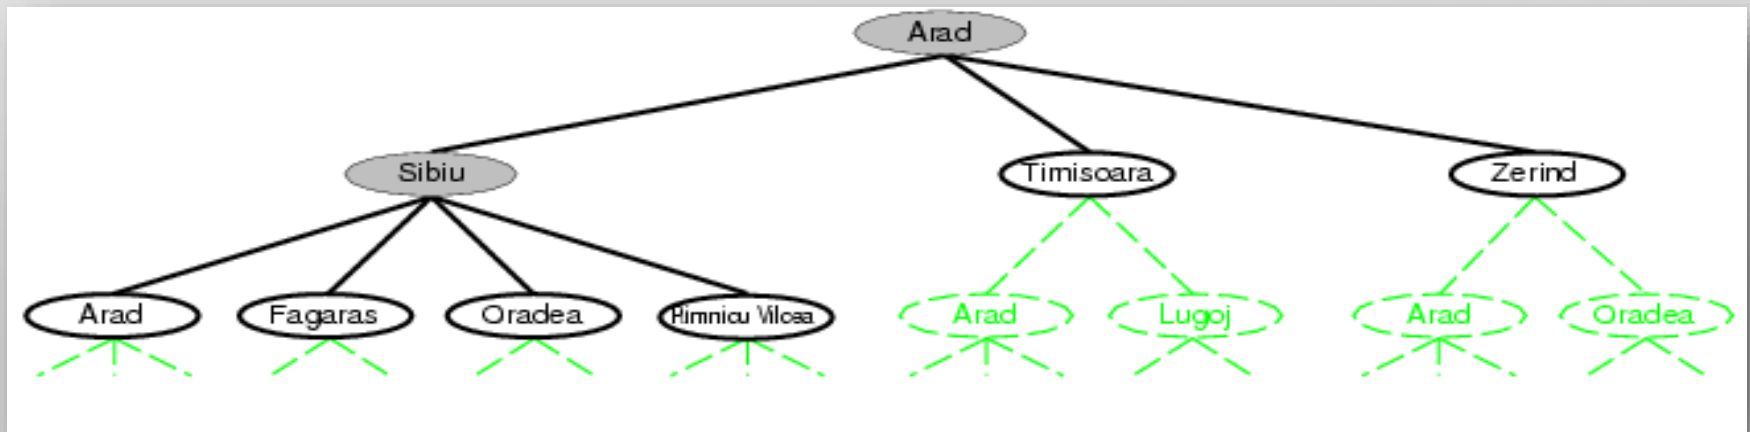 Arad
Sibiu
Timisoara
Zerind
Arad
Fagaras
Oradea
Rimnicu Vilcea
Arad
Lugoj
Arad
Oradea